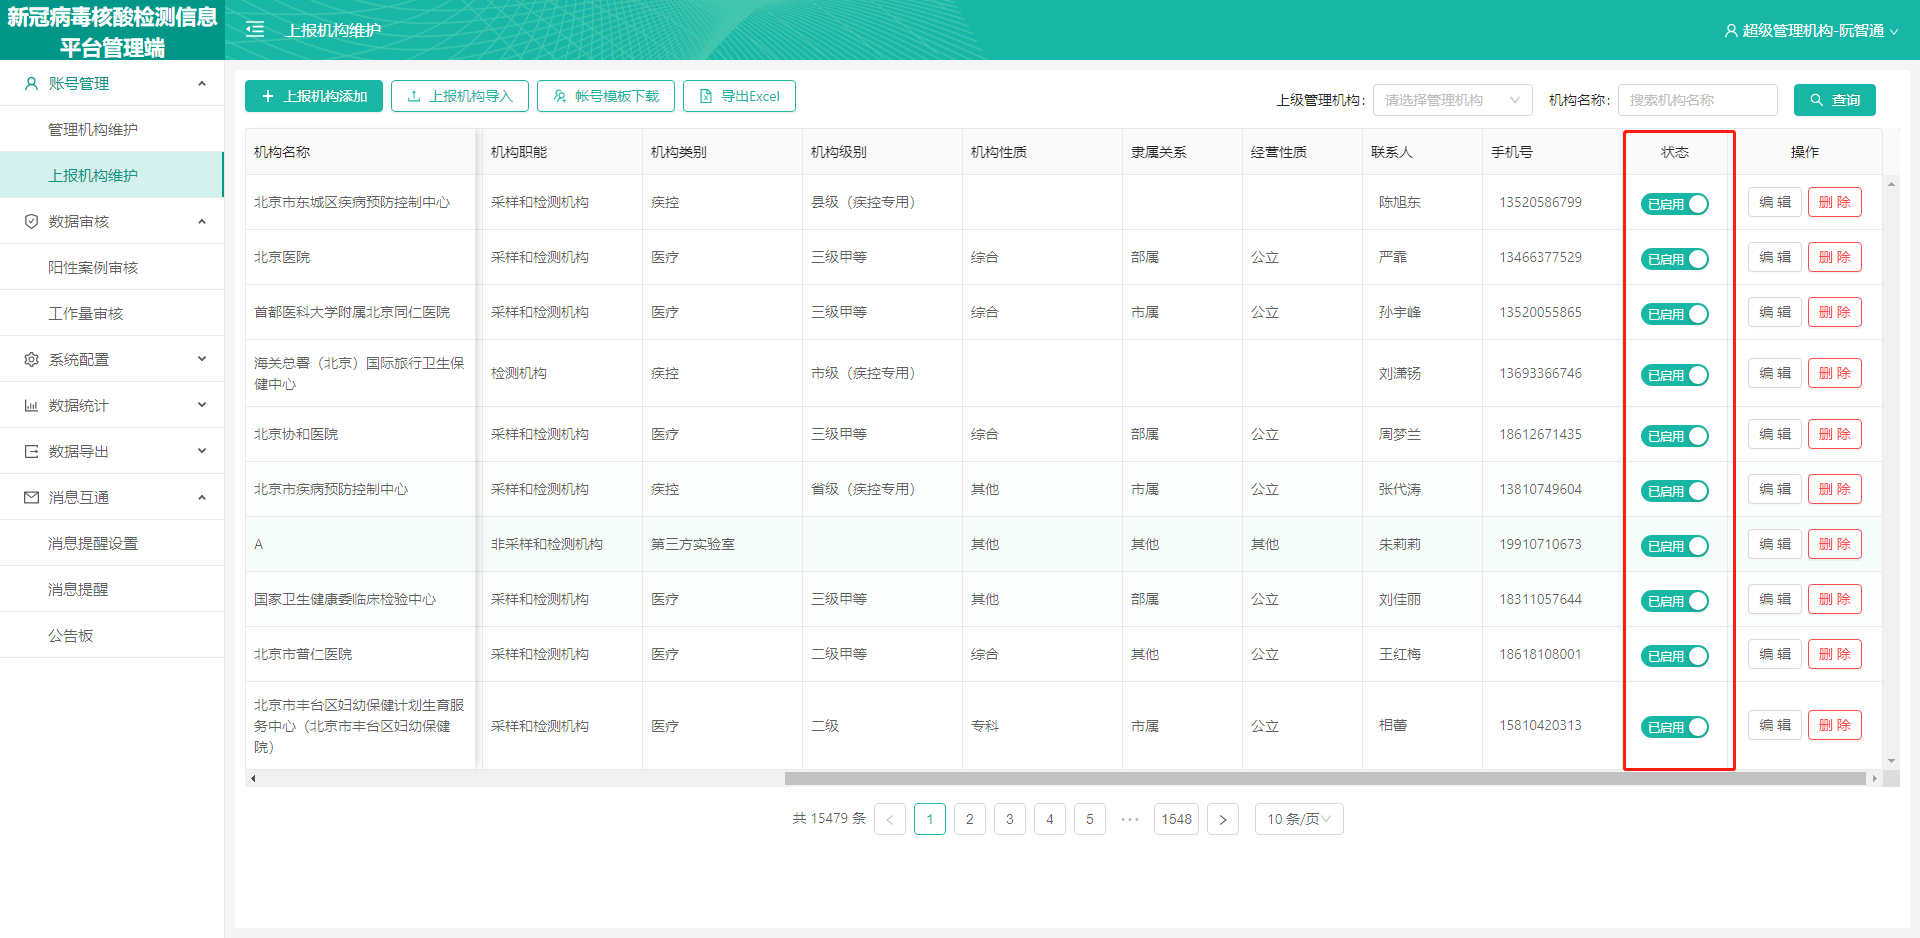 新冠病毒核酸检测信息
平台管理端
上报机构维护
超级管理机构-阮智通
账号管理
管理机构维护
上报机构维护
数据审核
阳性案例审核
工作量审核
系统配置
数据统计
数据导出
消息互通
消息提醒设置
消息提醒
公告板
上报机构添加 上报机构导入 帐号模板下载 导出Excel
上级管理机构： 请选择管理机构 机构名称： 搜索机构名称 查询
机构名称 机构职能 机构类别 机构级别 机构性质 隶属关系 经营性质 联系人 手机号 状态 操作
北京市东城区疾病预防控制中心 采样和检测机构 疾控 县级（疾控专用） 陈旭东 13520586799 已启用 编 辑 删 除
北京医院 采样和检测机构 医疗 三级甲等 综合 部属 公立 严霏 13466377529 已启用 编 辑 删 除
首都医科大学附属北京同仁医院 采样和检测机构 医疗 三级甲等 综合 市属 公立 孙宇峰 13520055865 已启用 编 辑 删 除
海关总署（北京）国际旅行卫生保
健中心 检测机构 疾控 市级（疾控专用） 刘潇钖 13693366746 已启用 编 辑 删 除
北京协和医院 采样和检测机构 医疗 三级甲等 综合 部属 公立 周梦兰 18612671435 已启用 编 辑 删 除
北京市疾病预防控制中心 采样和检测机构 疾控 省级（疾控专用） 其他 市属 公立 张代涛 13810749604 已启用 编 辑 删 除
A 非采样和检测机构 第三方实验室 其他 其他 其他 朱莉莉 19910710673 已启用 编 辑 删 除
国家卫生健康委临床检验中心 采样和检测机构 医疗 三级甲等 其他 部属 公立 刘佳丽 18311057644 已启用 编 辑 删 除
北京市普仁医院 采样和检测机构 医疗 二级甲等 综合 其他 公立 王红梅 18618108001 已启用 编 辑 删 除
北京市丰台区妇幼保健计划生育服
务中心（北京市丰台区妇幼保健
院） 采样和检测机构 医疗 二级 专科 市属 公立 相蕾 15810420313 已启用 编 辑 删 除
共 15479 条 < 1 2 3 4 5 ••• 1548 > 10 条/页